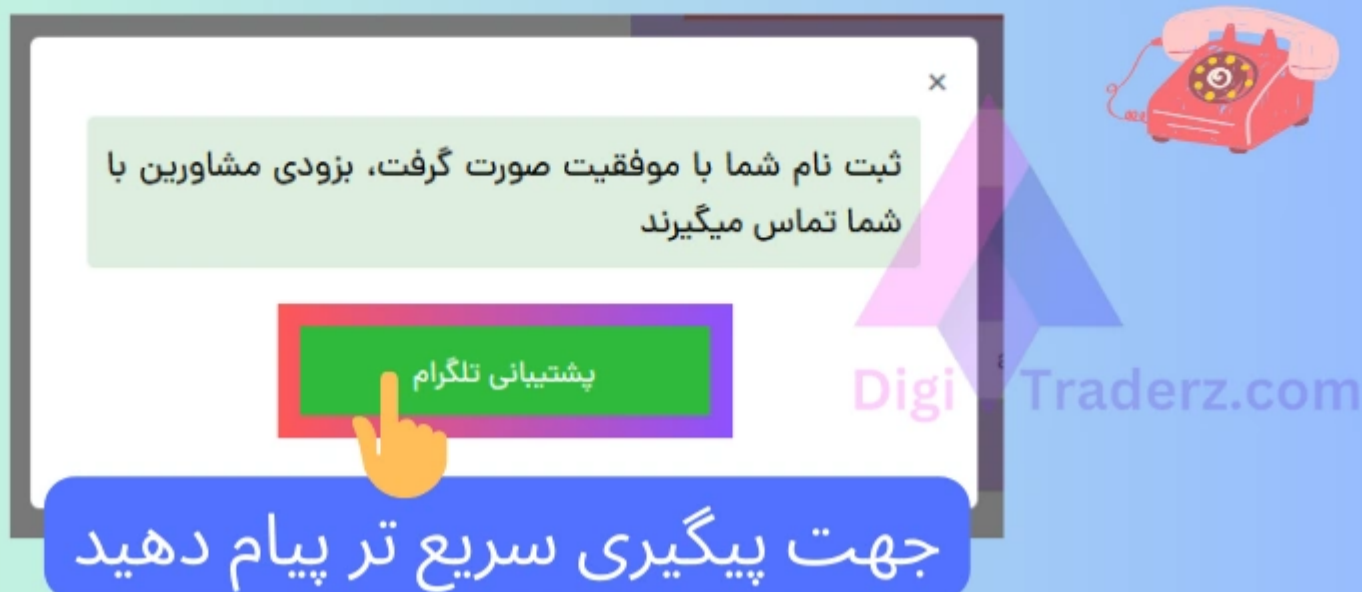 ×
ثبت نام شما با موفقیت صورت گرفت، بزودی مشاورین با
شما تماس میگیرند
پشتیبانی تلگرام
Digi Traderz.com
جهت پیگیری سریع تر پیام دهید